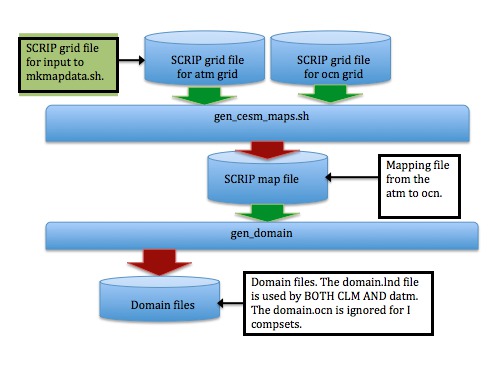 SCRIP grid file
for input to
mkmapdata.sh.
SCRIP grid file
for atm grid
SCRIP grid file
for ocn grid
gen_cesm_maps.sh
SCRIP map file
Mapping file
from the
atm to ocn.
gen_domain
Domain files
Domain files. The domain.lnd file
is used by BOTH CLM AND datm.
The domain.ocn is ignored for I
compsets.